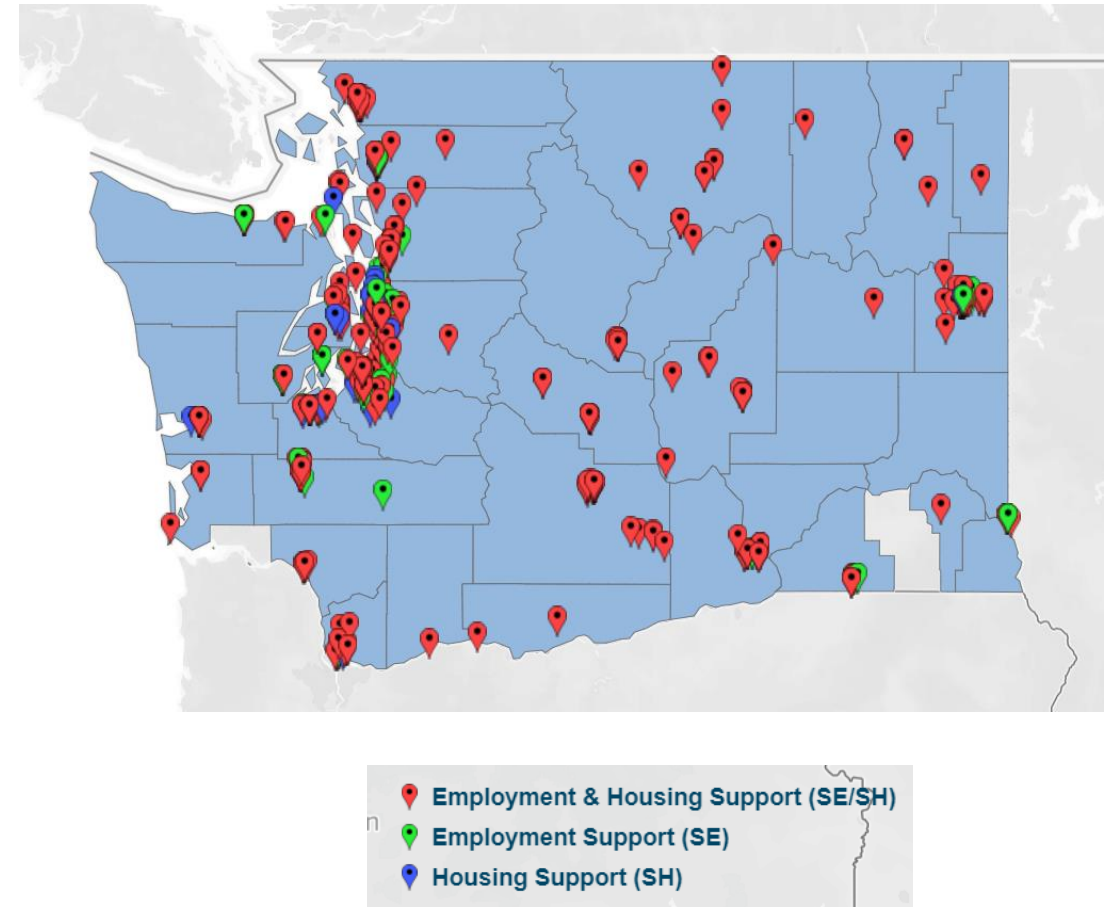 n
Employment & Housing Support (SE/SH)
Employment Support (SE)
Housing Support (SH)